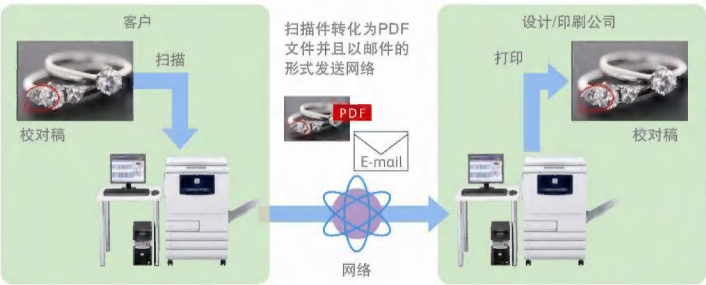 客户
扫描
校对稿
扫描件转化为PDF
文件并且以邮件的
形式发送网络
PDF
E-mail
网络
设计/印刷公司
打印
校对稿